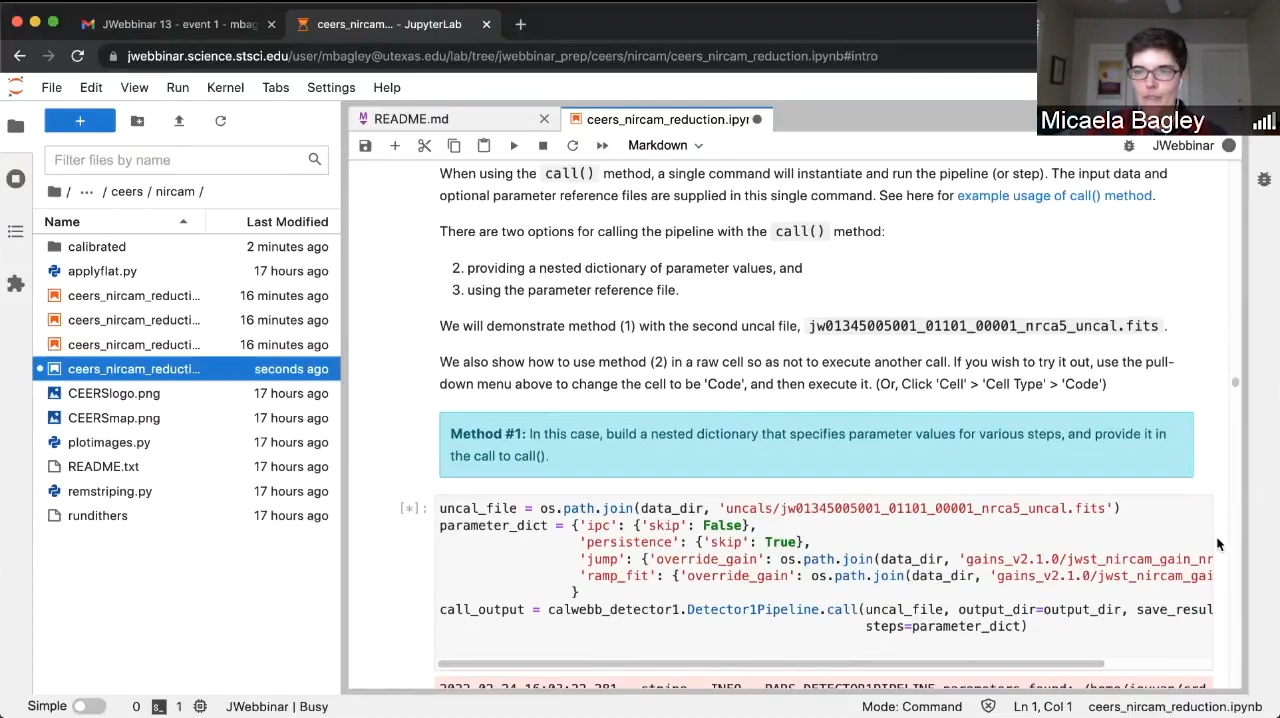 JWebbinar 13 - event 1 - mbag
ceers_nircam... - JupyterLab
jwebbinar.science.stsci.edu/user/mbagley@utexas.edu/lab/tree/jwebbinar_prep/ceers/nircam/ceers_nircam_reduction.ipynb#intro
Micaela Bagley
File Edit View Run Kernel Tabs Settings Help
README.md
ceers_nircam_reduction.ipyr
Markdown
JWebbinar
Filter files by name
/ ··· / ceers / nircam /
Name Last Modified
calibrated 2 minutes ago
applyflat.py 17 hours ago
ceers_nircam_reducti... 16 minutes ago
ceers_nircam_reducti... 16 minutes ago
ceers_nircam_reducti... 16 minutes ago
ceers_nircam_reducti... seconds ago
CEERSlogo.png 17 hours ago
CEERSmap.png 17 hours ago
plotimages.py 17 hours ago
README.txt 17 hours ago
remstriping.py 17 hours ago
rundithers 17 hours ago
When using the call() method, a single command will instantiate and run the pipeline (or step). The input data and
optional parameter reference files are supplied in this single command. See here for example usage of call() method.
There are two options for calling the pipeline with the call() method:
2. providing a nested dictionary of parameter values, and
3. using the parameter reference file.
We will demonstrate method (1) with the second uncal file, jw01345005001_01101_00001_nrca5_uncal.fits .
We also show how to use method (2) in a raw cell so as not to execute another call. If you wish to try it out, use the pull-
down menu above to change the cell to be 'Code', and then execute it. (Or, Click 'Cell' > 'Cell Type' > 'Code')
Method #1: In this case, build a nested dictionary that specifies parameter values for various steps, and provide it in
the call to call().
[*]: uncal_file = os.path.join(data_dir, 'uncals/jw01345005001_01101_00001_nrca5_uncal.fits')
parameter_dict = {'ipc': {'skip': False},
'persistence': {'skip': True},
'jump': {'override_gain': os.path.join(data_dir, 'gains_v2.1.0/jwst_nircam_gain_nr
'ramp_fit': {'override_gain': os.path.join(data_dir, 'gains_v2.1.0/jwst_nircam_gai
}
call_output = calwebb_detector1.Detector1Pipeline.call(uncal_file, output_dir=output_dir, save_resul
steps=parameter_dict)
Simple 0 1 JWebbinar | Busy Mode: Command Ln 1, Col 1 ceers_nircam_reduction.ipynb